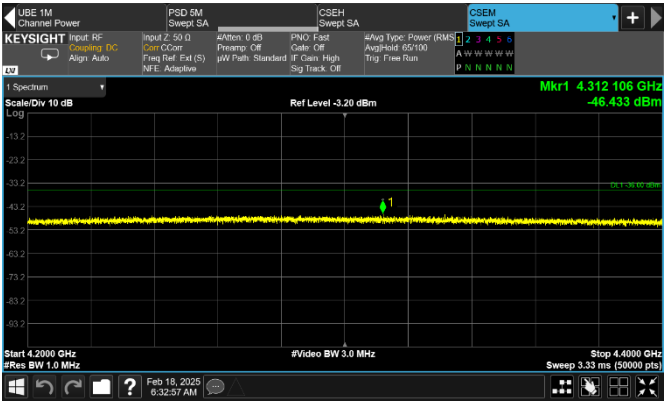 UBE 1M
Channel Power
PSD 5M
Swept SA
CSEH
Swept SA
CSEM
Swept SA
KEYSIGHT
Input: RF
Coupling: DC
Align: Auto
Input Z: 50 Ω
Corr CCorr
Freq Ref: Ext (S)
NFE: Adaptive
#Atten: 0 dB
Preamp: Off
µW Path: Standard
PNO: Fast
Gate: Off
IF Gain: High
Sig Track: Off
#Avg Type: Power (RMS)
Avg|Hold: 65/100
Trig: Free Run
1 2 3 4 5 6
A W W W W W
P N N N N N
LXI
1 Spectrum
Scale/Div 10 dB
Ref Level -3.20 dBm
Mkr1 4.312 106 GHz
-46.433 dBm
Log
-13.2
-23.2
-33.2
DL1 -36.00 dBm
1
-43.2
-53.2
-63.2
-73.2
-83.2
-93.2
Start 4.2000 GHz
#Video BW 3.0 MHz
Stop 4.4000 GHz
#Res BW 1.0 MHz
Sweep 3.33 ms (50000 pts)
Feb 18, 2025
6:32:57 AM